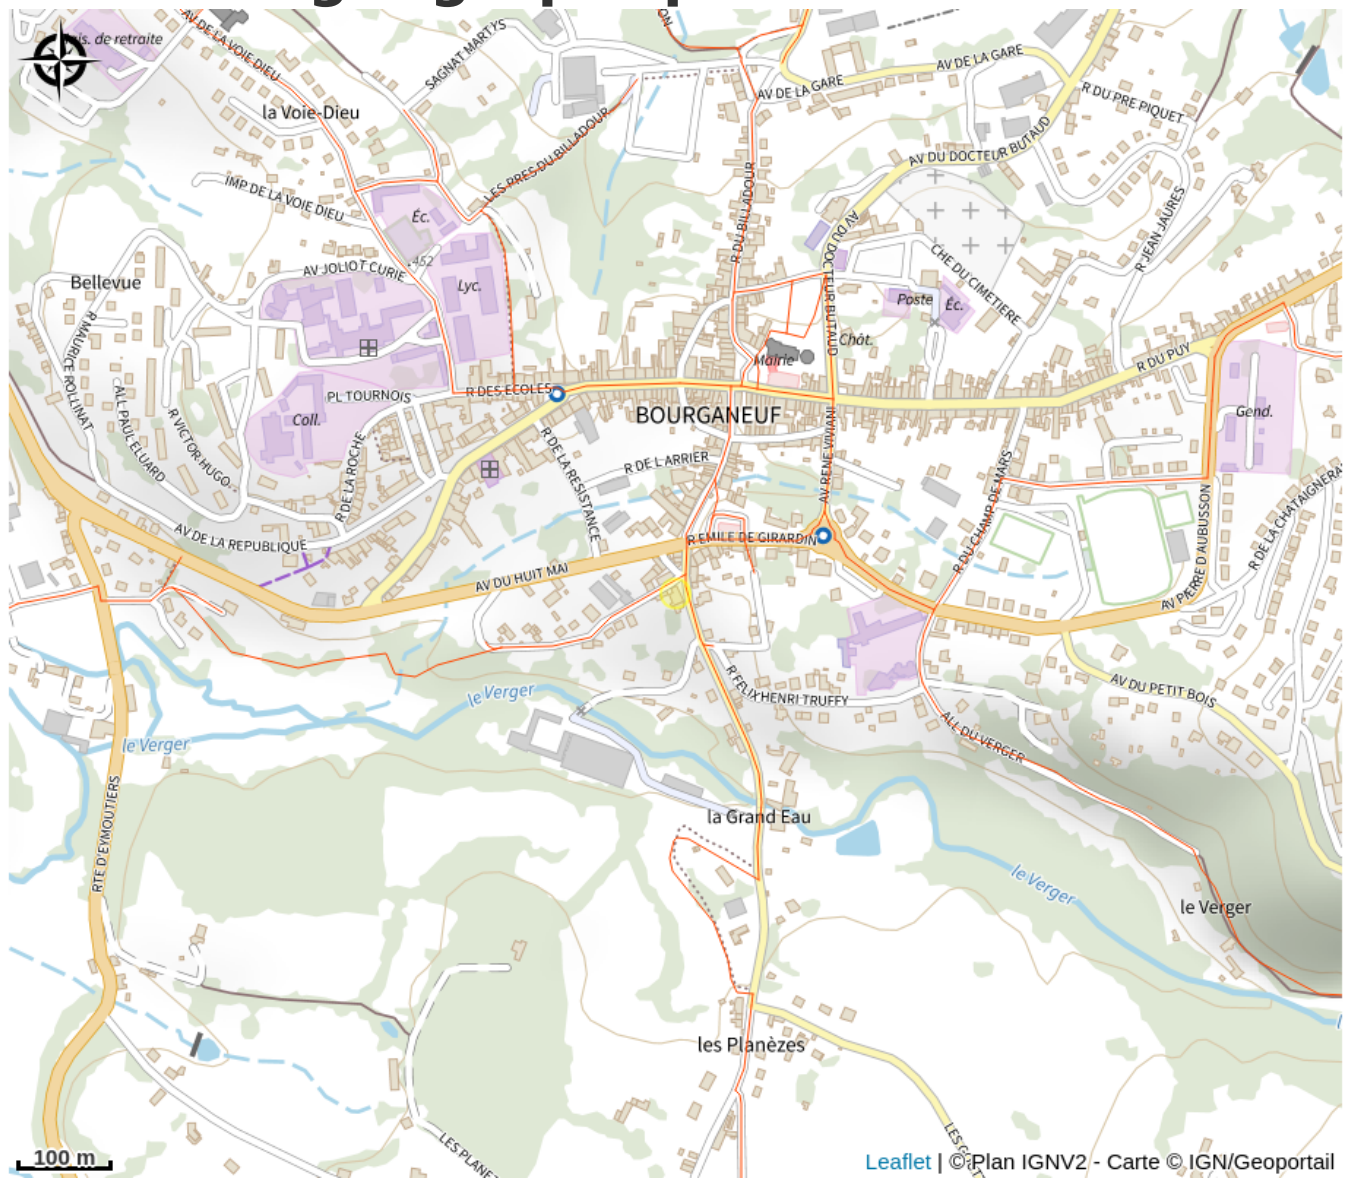 Mais. de retraite
AV DE LA VOIE DIEU
SAGNAT MARTYS
la Voie-Dieu
AV DE LA GARE
AV DE LA GARE
R DU PRE PIQUET
LES PRES DU BILLADOUR
AV DU DOCTEUR BUTAUD
IMP DE LA VOIE DIEU
Éc.
R DU BILLADOUR
AV DU DOCTEUR BUTAUD
R JEAN JAURES
CHE DU CIMETIERE
.452
AV JOLIOT CURIE
Bellevue
Lyc.
Poste
Éc.
R MAURICE ROLLINAT
Chât.
Mairie
R DU PUY
R DES ECOLES
PL TOURNOIS
ALL PAUL ELUARD
R VICTOR HUGO
Coll.
BOURGANEUF
Gend.
R DE LA ROCHE
R DE LA RESISTANCE
R DE L'ARRIER
AV RENE VIVIANI
R DU CHAMP DE MARS
AV PIERRE D'AUBUSSON
R DE LA CHATAIGNERA
AV DE LA REPUBLIQUE
R EMILE DE GIRARDIN
AV DU HUIT MAI
R FELIX HENRI TRUFFY
AV DU PETIT BOIS
le Verger
le Verger
ALL DU VERGER
RTE D'EYMOUTIERS
la Grand Eau
le Verger
le Verger
les Planèzes
LES PLANE
100 m
Leaflet | © Plan IGNV2 - Carte © IGN/Geoportail